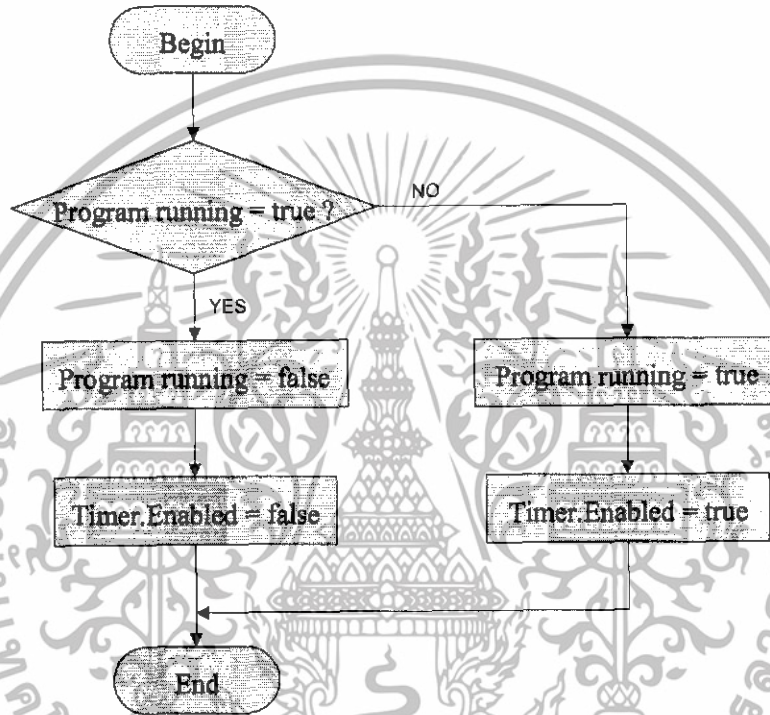 Begin
Program running = true ?
NO
YES
Program running = false
Program running = true
Timer.Enabled = false
Timer.Enabled = true
End